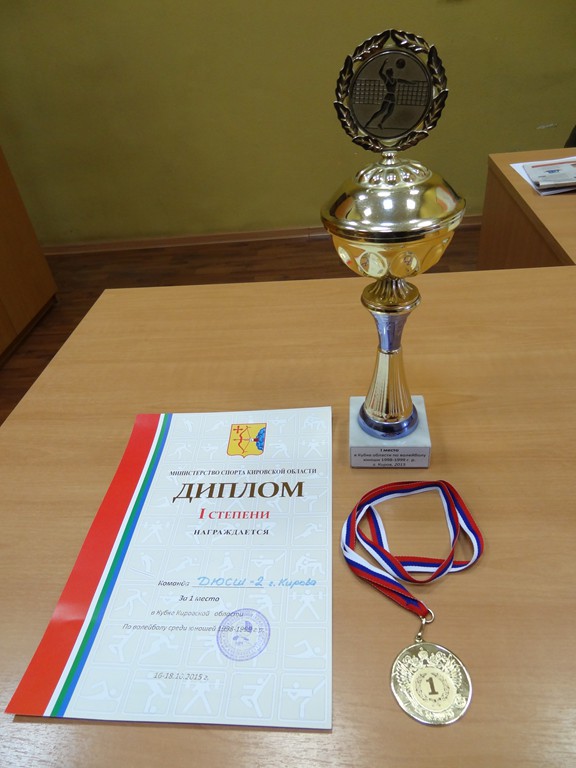 I место
в Кубке области по волейболу
юноши 1998-1999 г. р.
г. Киров, 2015
МИНИСТЕРСТВО СПОРТА КИРОВСКОЙ ОБЛАСТИ
ДИПЛОМ
I СТЕПЕНИ
НАГРАЖДАЕТСЯ
Команда ДЮСШ-2 г. Кирова
За 1 место
в Кубке Кировской области
По волейболу среди юношей 1998-1999 г.р.
16-18.10.2015 г.
1